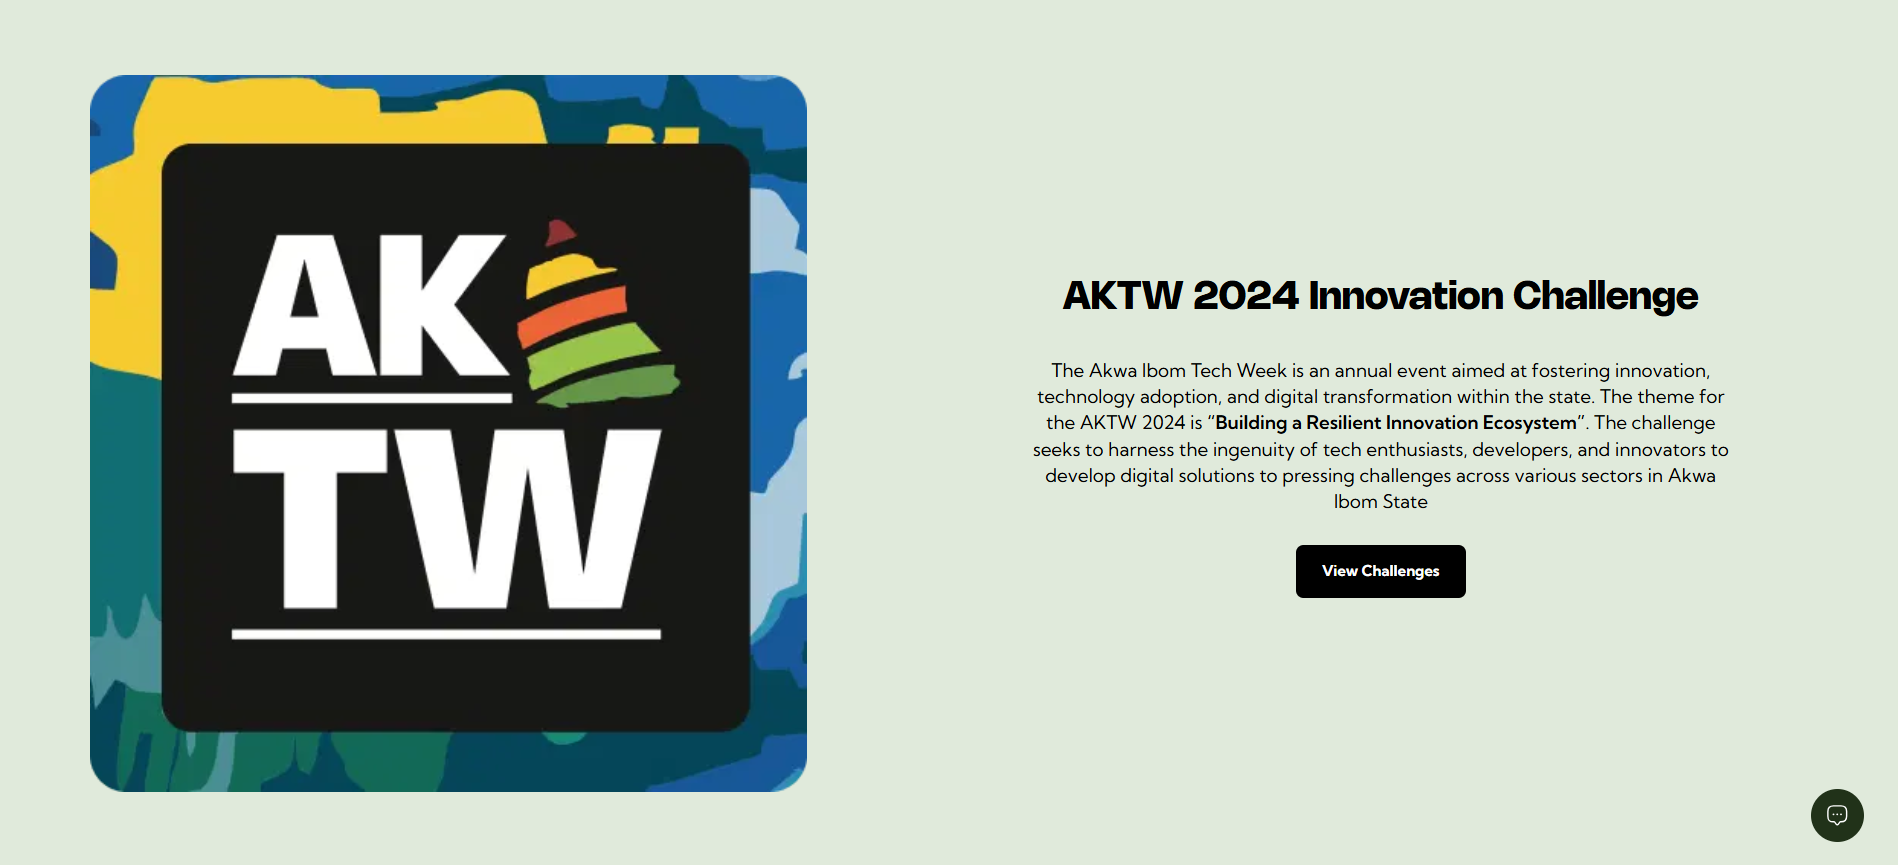 AK
TW
AKTW 2024 Innovation Challenge
The Akwa Ibom Tech Week is an annual event aimed at fostering innovation,
technology adoption, and digital transformation within the state. The theme for
the AKTW 2024 is “Building a Resilient Innovation Ecosystem”. The challenge
seeks to harness the ingenuity of tech enthusiasts, developers, and innovators to
develop digital solutions to pressing challenges across various sectors in Akwa
Ibom State
View Challenges